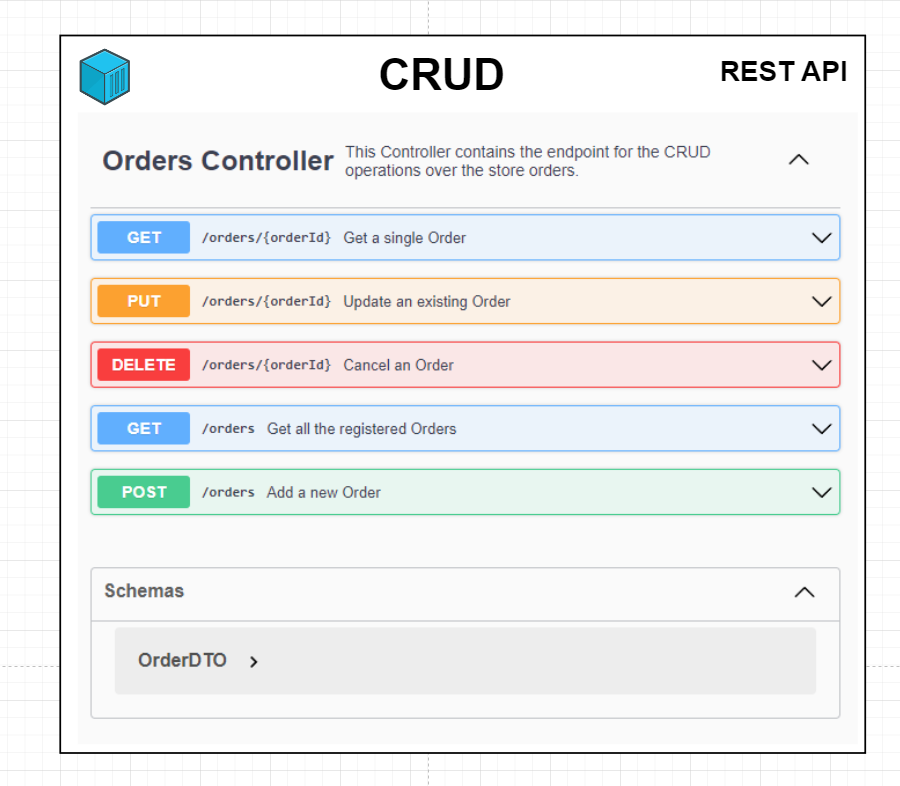 CRUD
REST API
Orders Controller
This Controller contains the endpoint for the CRUD
operations over the store orders.
GET /orders/{orderId} Get a single Order
PUT /orders/{orderId} Update an existing Order
DELETE /orders/{orderId} Cancel an Order
GET /orders Get all the registered Orders
POST /orders Add a new Order
Schemas
OrderDTO